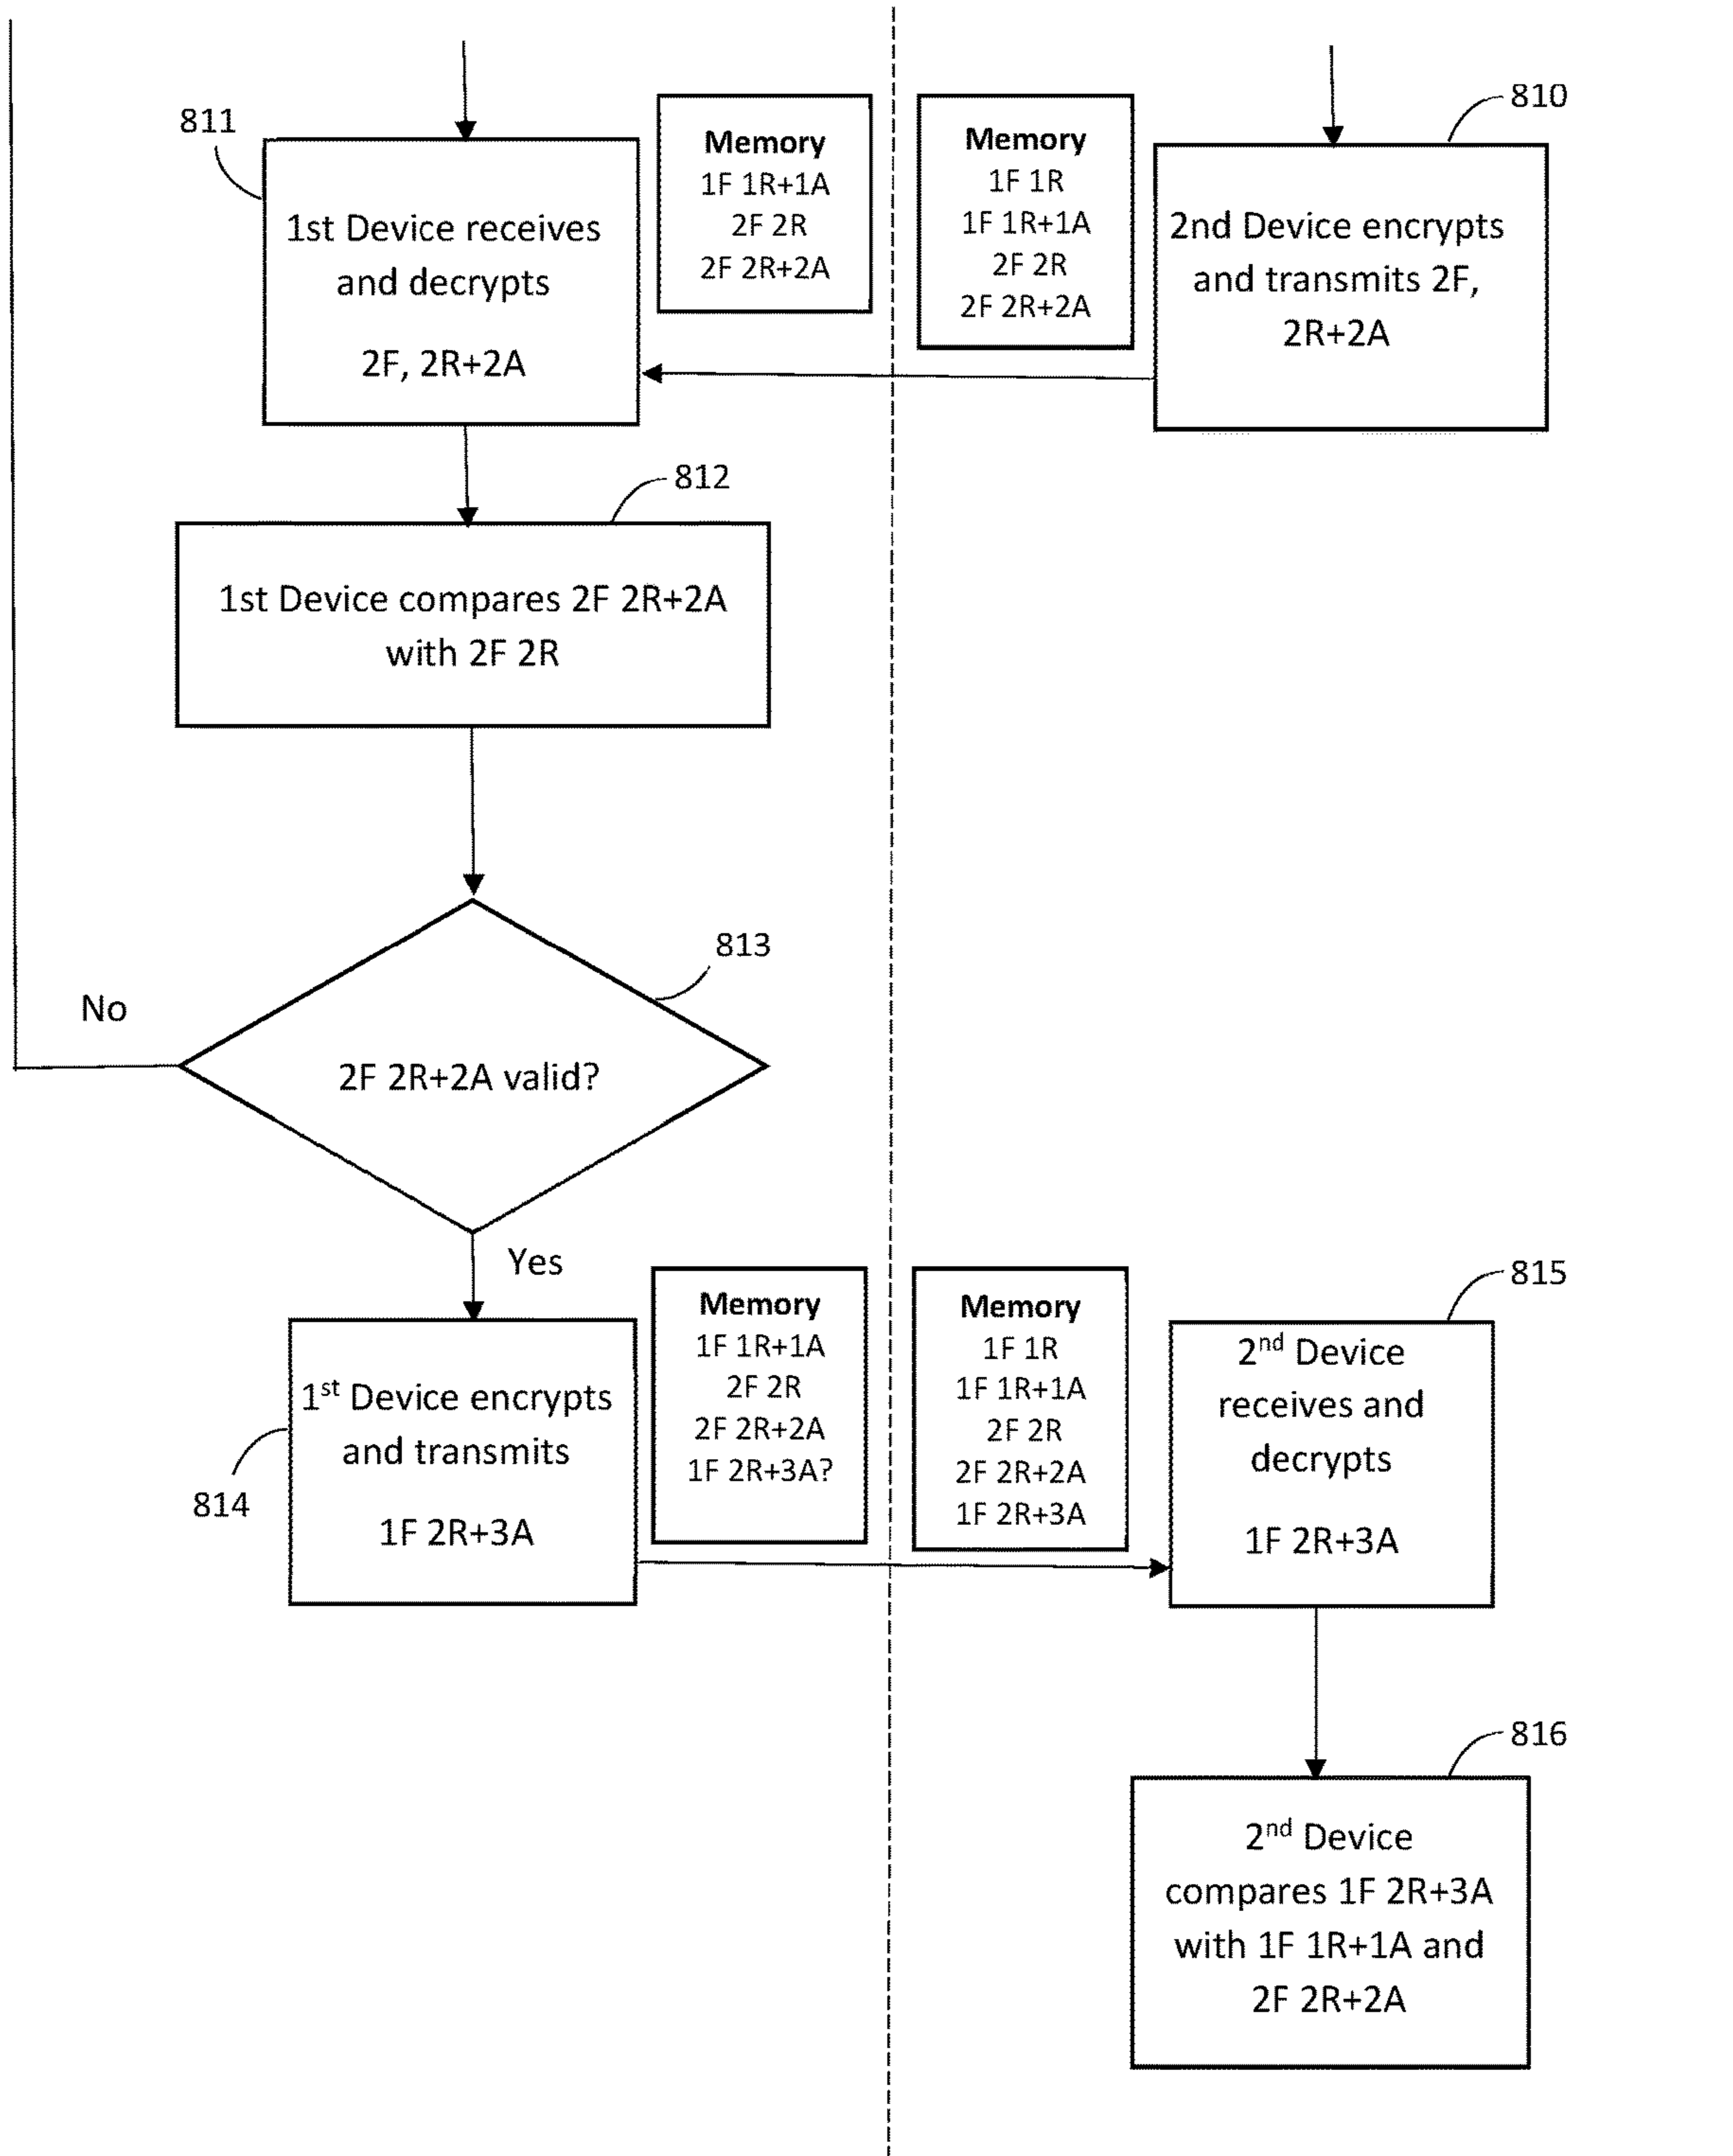 811
1st Device receives
and decrypts
2F, 2R+2A
Memory
1F 1R+1A
2F 2R
2F 2R+2A
Memory
1F 1R
1F 1R+1A
2F 2R
2F 2R+2A
810
2nd Device encrypts
and transmits 2F,
2R+2A
812
1st Device compares 2F 2R+2A
with 2F 2R
813
No
2F 2R+2A valid?
Yes
814
1st Device encrypts
and transmits
1F 2R+3A
Memory
1F 1R+1A
2F 2R
2F 2R+2A
1F 2R+3A?
Memory
1F 1R
1F 1R+1A
2F 2R
2F 2R+2A
1F 2R+3A
815
2nd Device
receives and
decrypts
1F 2R+3A
816
2nd Device
compares 1F 2R+3A
with 1F 1R+1A and
2F 2R+2A